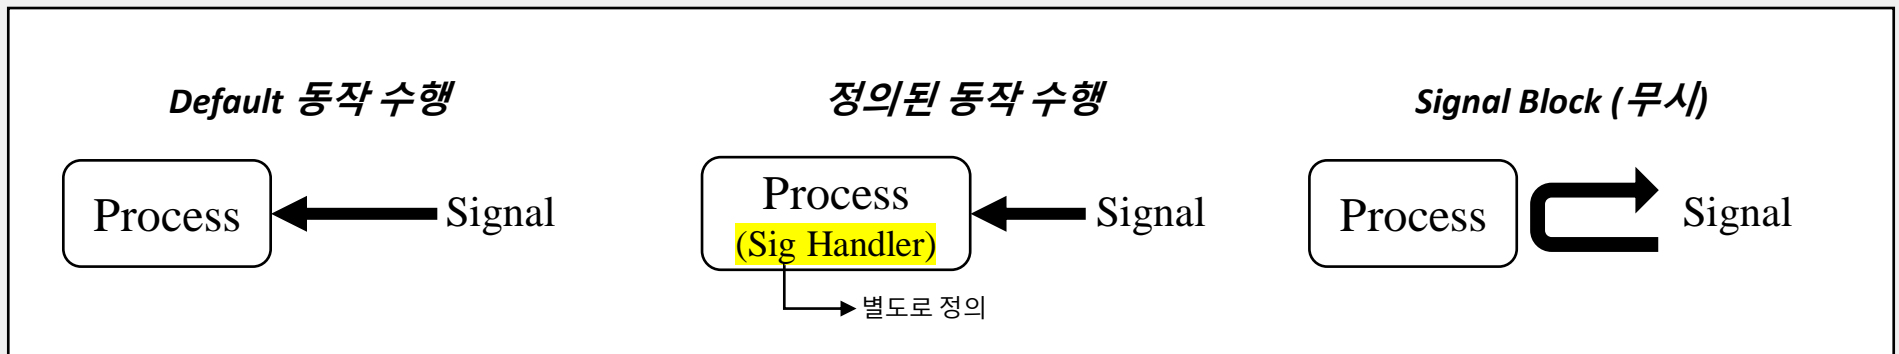 Default 동작 수행
Process
Signal
정의된 동작 수행
Process
(Sig Handler)
Signal
별도로 정의
Signal Block (무시)
Process
Signal